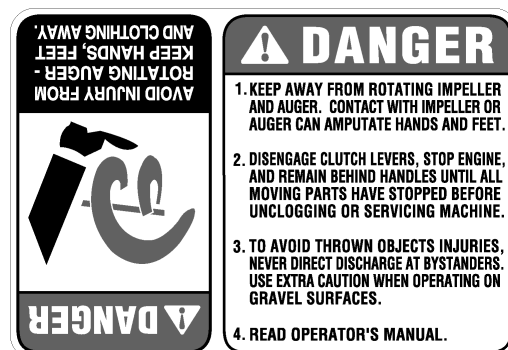 DANGER
AVOID INJURY FROM
ROTATING AUGER -
KEEP HANDS, FEET
AND CLOTHING AWAY.
DANGER
1. KEEP AWAY FROM ROTATING IMPELLER
AND AUGER. CONTACT WITH IMPELLER OR
AUGER CAN AMPUTATE HANDS AND FEET.
2. DISENGAGE CLUTCH LEVERS, STOP ENGINE,
AND REMAIN BEHIND HANDLES UNTIL ALL
MOVING PARTS HAVE STOPPED BEFORE
UNCLOGGING OR SERVICING MACHINE.
3. TO AVOID THROWN OBJECTS INJURIES,
NEVER DIRECT DISCHARGE AT BYSTANDERS.
USE EXTRA CAUTION WHEN OPERATING ON
GRAVEL SURFACES.
4. READ OPERATOR'S MANUAL.